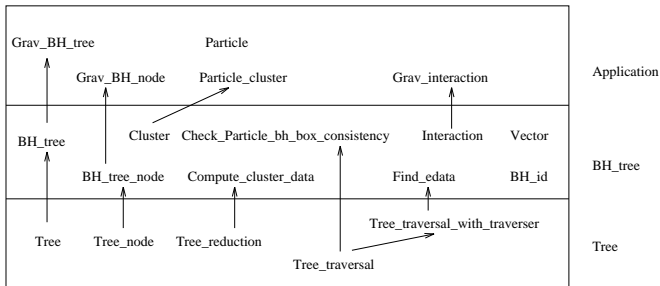 Grav_BH_tree Particle
Grav_BH_node Particle_cluster Grav_interaction Application
Cluster Check_Particle_bh_box_consistency Interaction Vector
BH_tree BH_tree
BH_tree_node Compute_cluster_data Find_edata BH_id
Tree_traversal_with_traverser
Tree Tree_node Tree_reduction Tree
Tree_traversal